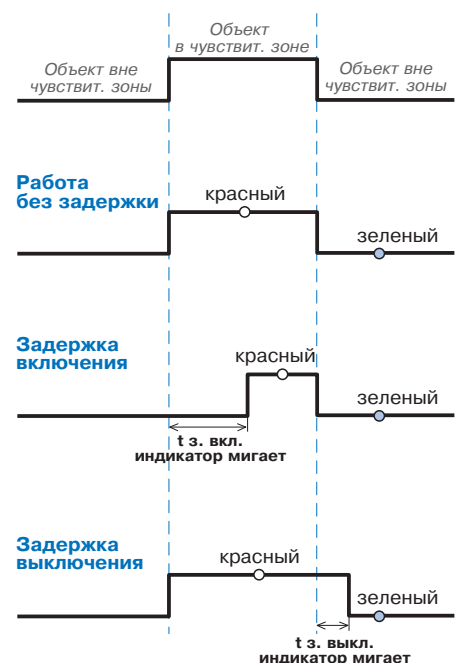 Объект
в чувствит. зоне
Объект вне
чувствит. зоны
Объект вне
чувствит. зоны
Работа
без задержки
красный
зеленый
Задержка
включения
красный
зеленый
t з. вкл.
индикатор мигает
Задержка
выключения
красный
зеленый
t з. выкл.
индикатор мигает